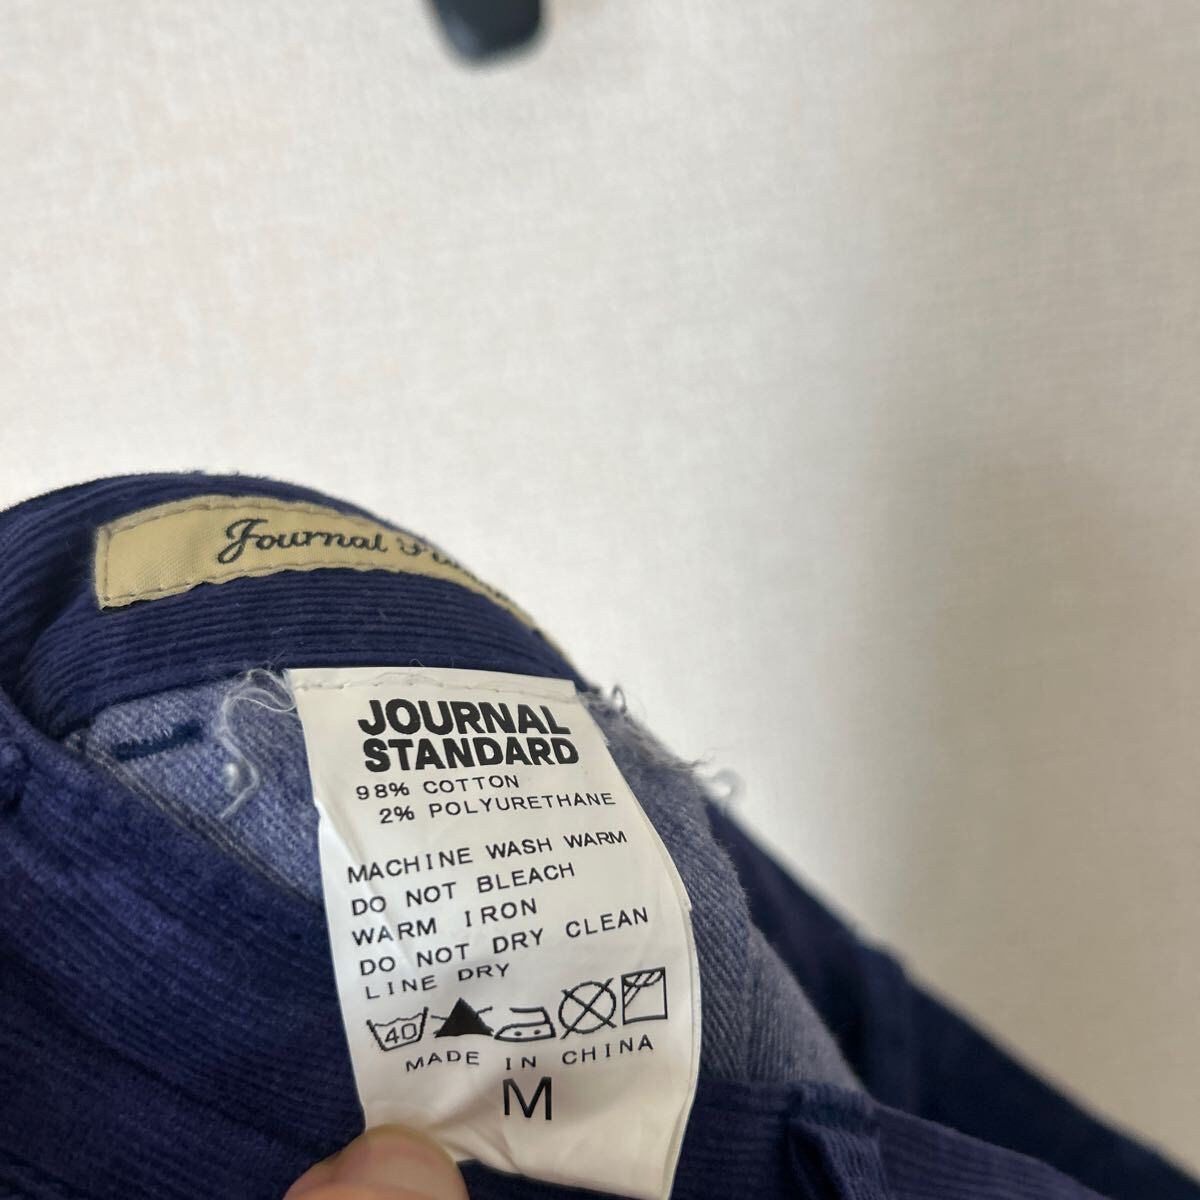 Journal
JOURNAL
STANDARD
98% COTTON
2% POLYURETHANE
MACHINE WASH WARM
DO NOT BLEACH
WARM IRON
DO NOT DRY CLEAN
LINE DRY
40
MADE IN CHINA
M